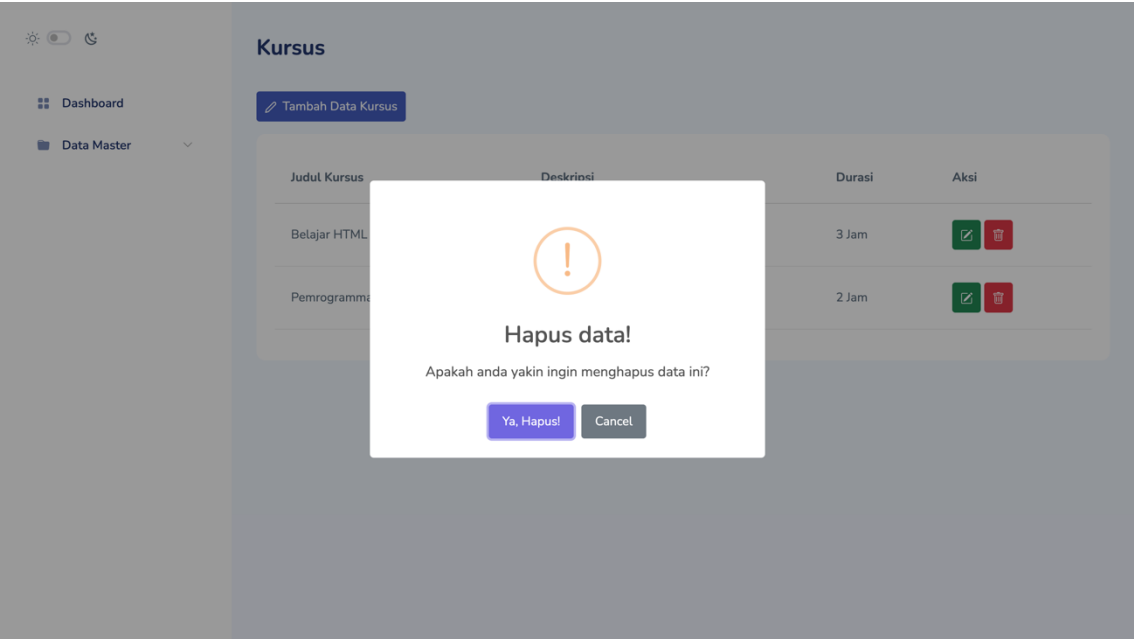 Kursus
Dashboard
Tambah Data Kursus
Data Master
Judul Kursus Deskripsi Durasi Aksi
Belajar HTML 3 Jam
2 Jam
!
Hapus data!
Apakah anda yakin ingin menghapus data ini?
Ya, Hapus! Cancel